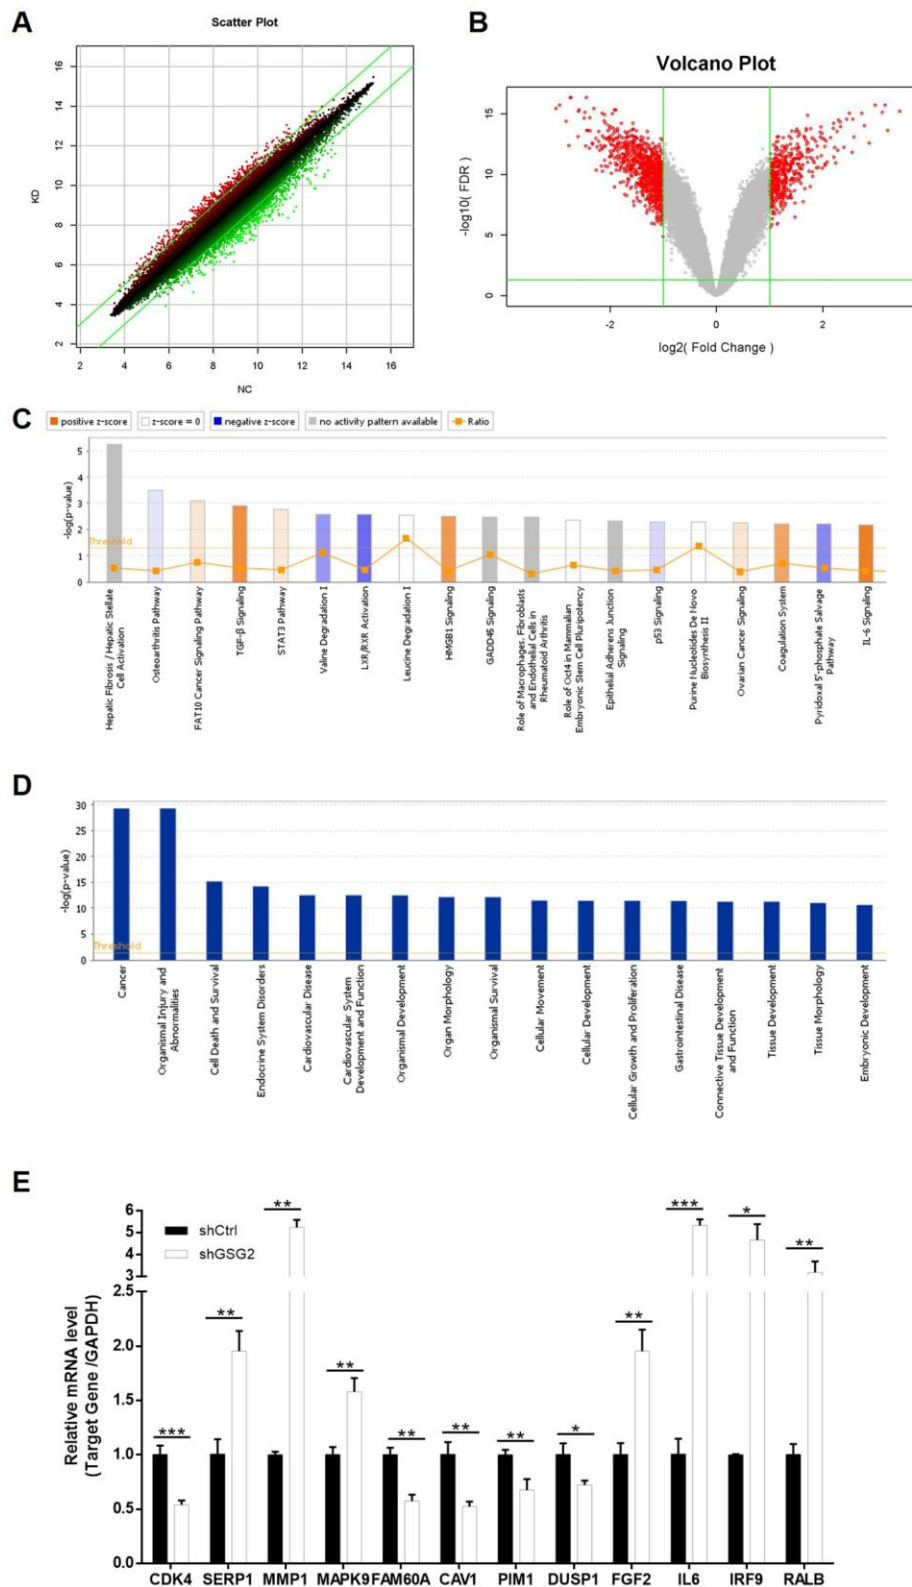 A
Scatter Plot
KD
16
14
12
10
8
6
4
2
2 4 6 8 10 12 14 16
NC
B
Volcano Plot
-log10( FDR )
15
10
5
0
-2 0 2
log2( Fold Change )
C
positive z-score
z-score = 0
negative z-score
no activity pattern available
Ratio
-log(p-value)
5
4
3
2
1
0
Threshold
Hepatic Fibrosis / Hepatic Stellate
Cell Activation
Osteoarthritis Pathway
FAT10 Cancer Signaling Pathway
TGF-β Signaling
STAT3 Pathway
Valine Degradation I
LXR/RXR Activation
Leucine Degradation I
HMGB1 Signaling
GADD45 Signaling
Role of Macrophages, Fibroblasts
and Endothelial Cells in
Rheumatoid Arthritis
Role of Oct4 in Mammalian
Embryonic Stem Cell Pluripotency
Epithelial Adherens Junction
Signaling
p53 Signaling
Purine Nucleotides De Novo
Biosynthesis II
Ovarian Cancer Signaling
Coagulation System
Pyridoxal 5'-phosphate Salvage
Pathway
IL-6 Signaling
D
-log(p-value)
30
25
20
15
10
5
0
Threshold
Cancer
Organismal Injury and
Abnormalities
Cell Death and Survival
Endocrine System Disorders
Cardiovascular Disease
Cardiovascular System
Development and Function
Organismal Development
Organ Morphology
Organismal Survival
Cellular Movement
Cellular Development
Cellular Growth and Proliferation
Gastrointestinal Disease
Connective Tissue Development
and Function
Tissue Development
Tissue Morphology
Embryonic Development
E
shCtrl
shGSG2
Relative mRNA level
(Target Gene /GAPDH)
6
5
4
3
2.5
2.0
1.5
1.0
0.5
0.0
*** ** ** ** ** ** ** * ** *** * **
CDK4 SERP1 MMP1 MAPK9 FAM60A CAV1 PIM1 DUSP1 FGF2 IL6 IRF9 RALB